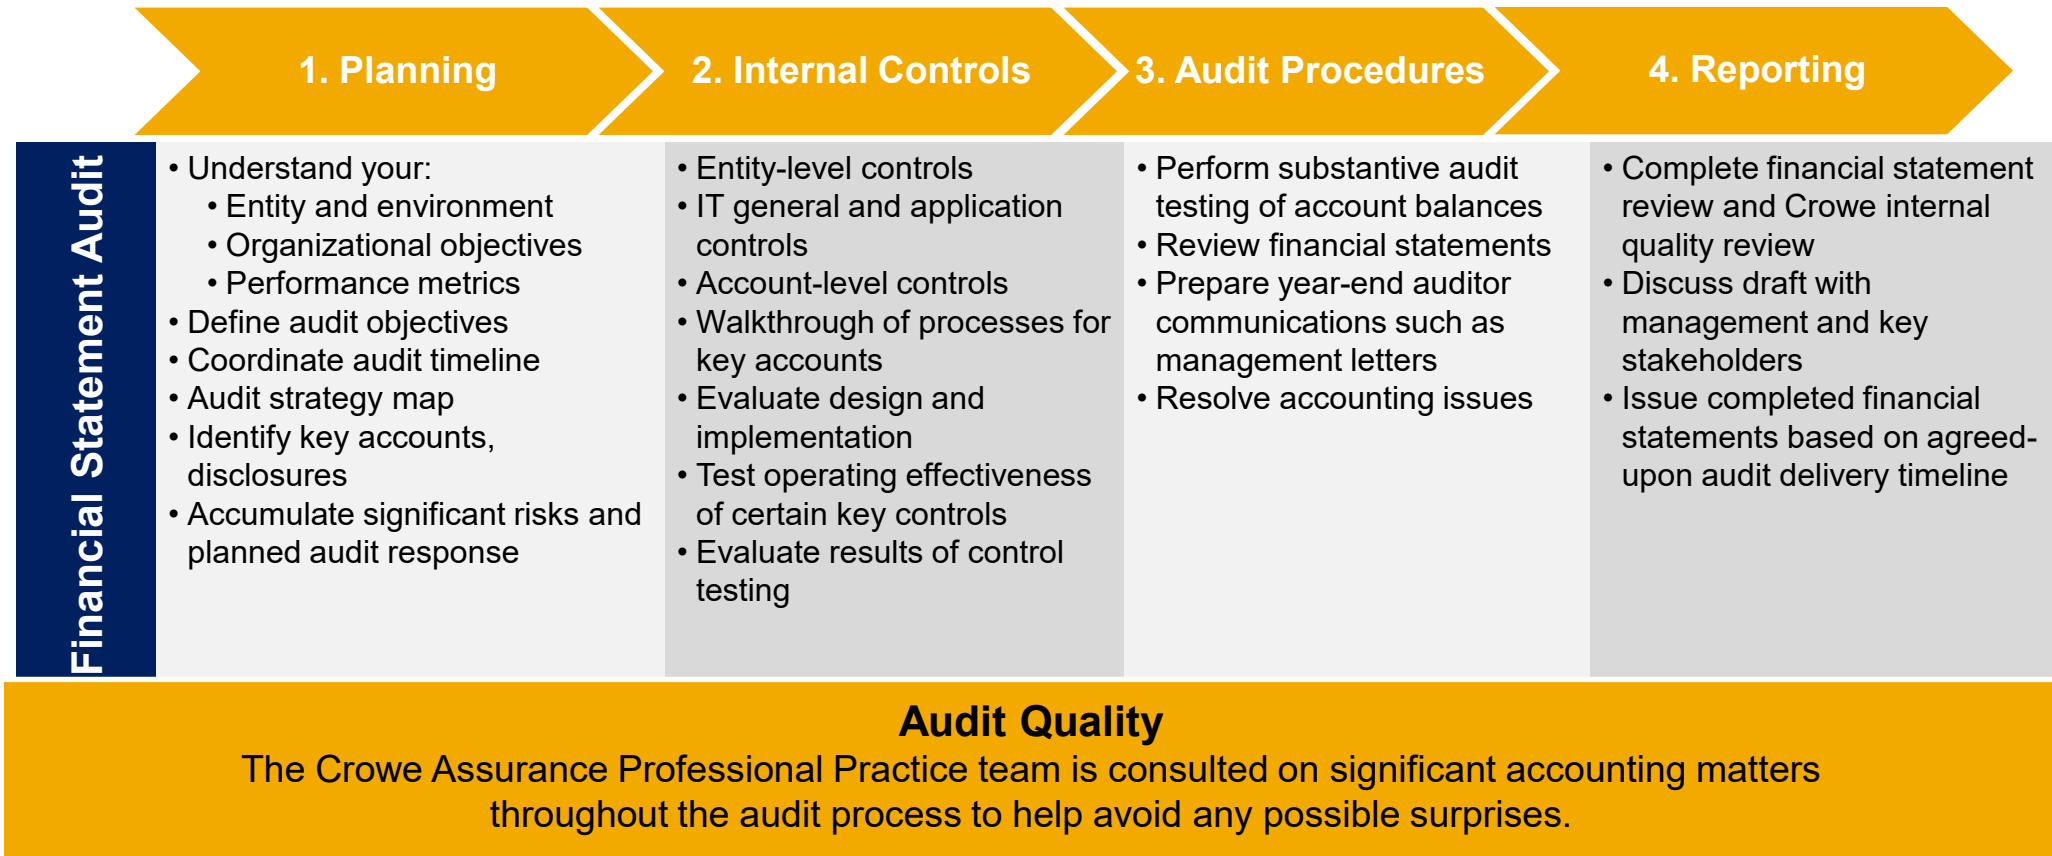 1. Planning
2. Internal Controls
3. Audit Procedures
4. Reporting
Financial Statement Audit
• Understand your:
• Entity and environment
• Organizational objectives
• Performance metrics
• Define audit objectives
• Coordinate audit timeline
• Audit strategy map
• Identify key accounts,
disclosures
• Accumulate significant risks and
planned audit response
• Entity-level controls
• IT general and application
controls
• Account-level controls
• Walkthrough of processes for
key accounts
• Evaluate design and
implementation
• Test operating effectiveness
of certain key controls
• Evaluate results of control
testing
• Perform substantive audit
testing of account balances
• Review financial statements
• Prepare year-end auditor
communications such as
management letters
• Resolve accounting issues
• Complete financial statement
review and Crowe internal
quality review
• Discuss draft with
management and key
stakeholders
• Issue completed financial
statements based on agreed-
upon audit delivery timeline
Audit Quality
The Crowe Assurance Professional Practice team is consulted on significant accounting matters
throughout the audit process to help avoid any possible surprises.